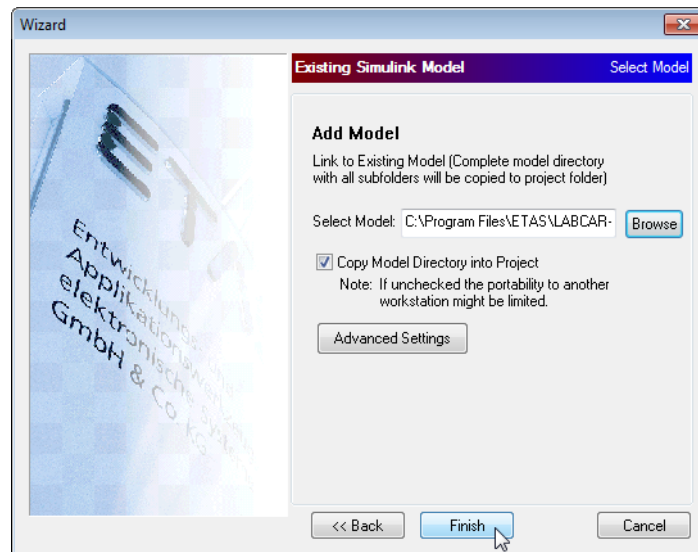 Wizard
Existing Simulink Model Select Model
Add Model
Link to Existing Model (Complete model directory
with all subfolders will be copied to project folder)
Select Model: C:\Program Files\ETAS\LABCAR- Browse
Copy Model Directory into Project
Note: If unchecked the portability to another
workstation might be limited.
Advanced Settings
ET
Entwicklungs- und
Applikationswerkzeuge
elektronische Systeme
GmbH & Co.KG
<< Back Finish Cancel